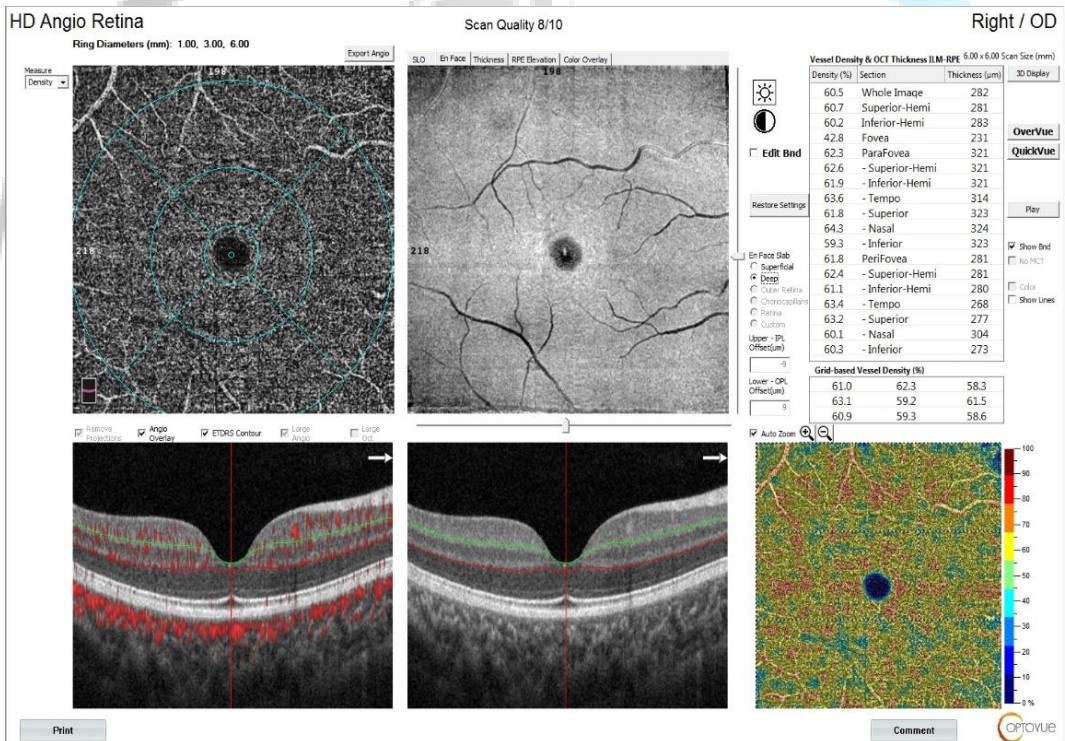 HD Angio Retina
Scan Quality 8/10
Right / OD
Ring Diameters (mm): 1.00, 3.00, 6.00
Export Angio
Measure
Density
198
218
SLO En Face Thickness RPE Elevation Color Overlay
198
218
Edit Bnd
Restore Settings
En Face Slab
Superficial
Deep
Outer Retina
Choriocapillaris
Retina
Custom
Upper - IPL
Offset(um)
-9
Lower - OPL
Offset(um)
9
Vessel Density & OCT Thickness ILM-RPE 6.00 x 6.00 Scan Size (mm)
Density (%) Section Thickness (µm)
60.5 Whole Image 282
60.7 Superior-Hemi 281
60.2 Inferior-Hemi 283
42.8 Fovea 231
62.3 ParaFovea 321
62.6 - Superior-Hemi 321
61.9 - Inferior-Hemi 321
63.6 - Tempo 314
61.8 - Superior 323
64.3 - Nasal 324
59.3 - Inferior 323
61.8 PeriFovea 281
62.4 - Superior-Hemi 281
61.1 - Inferior-Hemi 280
63.4 - Tempo 268
63.2 - Superior 277
60.1 - Nasal 304
60.3 - Inferior 273
Grid-based Vessel Density (%)
61.0 62.3 58.3
63.1 59.2 61.5
60.9 59.3 58.6
3D Display
OverVue
QuickVue
Play
Show Bnd
No MCT
Color
Show Lines
Remove Projections
Angio Overlay
ETDRS Contour
Large Angio
Large Oct
Auto Zoom
100
90
80
70
60
50
40
30
20
10
0 %
Print
Comment
OPTOVUE